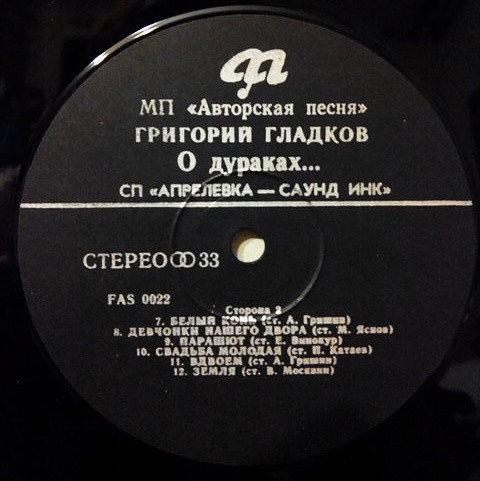 МП «Авторская песня»
ГРИГОРИЙ ГЛАДКОВ
О дураках...
СП «АПРЕЛЕВКА — САУНД ИНК»
СТЕРЕО 33
FAS 0022
Сторона 2
7. БЕЛЫЙ КОНЬ (ст. А. Гришин)
8. ДЕВЧОНКИ НАШЕГО ДВОРА (ст. М. Яснов)
9. ПАРАШЮТ (ст. Е. Винокур)
10. СВАДЬБА МОЛОДАЯ (ст. П. Катаев)
11. ВДВОЕМ (ст. А. Гришин)
12. ЗЕМЛЯ (ст. В. Москвин)